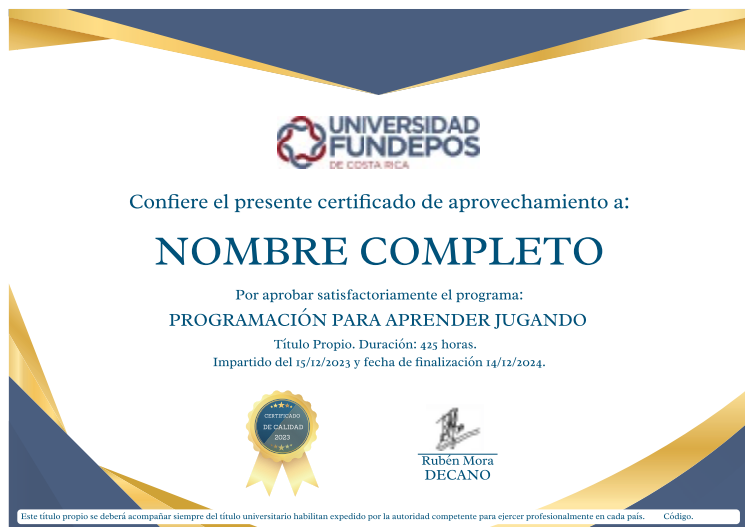 UNIVERSIDAD
FUNDEPOS
DE COSTA RICA
Confiere el presente certificado de aprovechamiento a:
NOMBRE COMPLETO
Por aprobar satisfactoriamente el programa:
PROGRAMACIÓN PARA APRENDER JUGANDO
Título Propio. Duración: 425 horas.
Impartido del 15/12/2023 y fecha de finalización 14/12/2024.
CERTIFICADO
DE CALIDAD
2023
Rubén Mora
DECANO
Este título propio se deberá acompañar siempre del título universitario habilitan expedido por la autoridad competente para ejercer profesionalmente en cada país. Código.